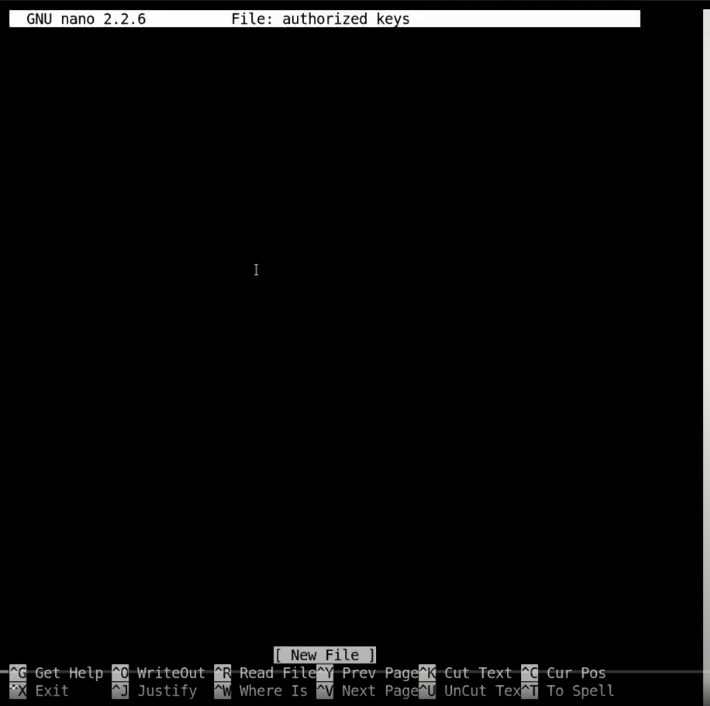 GNU nano 2.2.6 File: authorized keys
[ New File ]
^G Get Help ^O WriteOut ^R Read File ^Y Prev Page ^K Cut Text ^C Cur Pos
^X Exit ^J Justify ^W Where Is ^V Next Page ^U UnCut Tex ^T To Spell